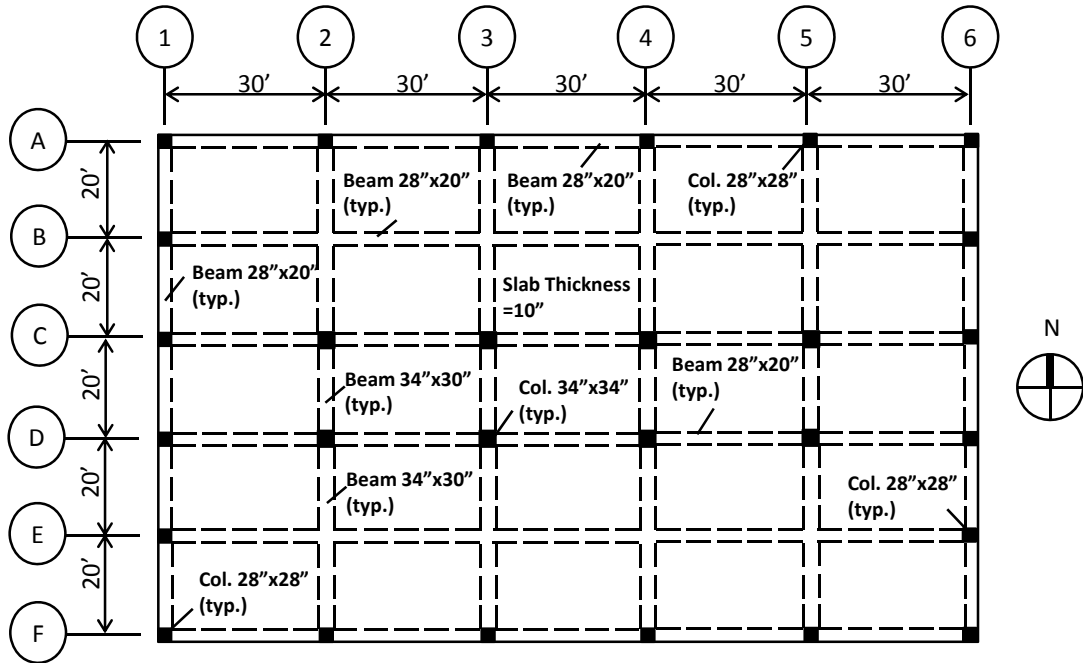 1 2 3 4 5 6
30’ 30’ 30’ 30’ 30’
A
20’
Beam 28”x20”
(typ.)
Beam 28”x20”
(typ.)
Col. 28”x28”
(typ.)
B
20’
Beam 28”x20”
(typ.)
Slab Thickness
=10”
C
N
20’
Beam 34”x30”
(typ.)
Col. 34”x34”
(typ.)
Beam 28”x20”
(typ.)
D
20’
Beam 34”x30”
(typ.)
Col. 28”x28”
(typ.)
E
20’
Col. 28”x28”
(typ.)
F